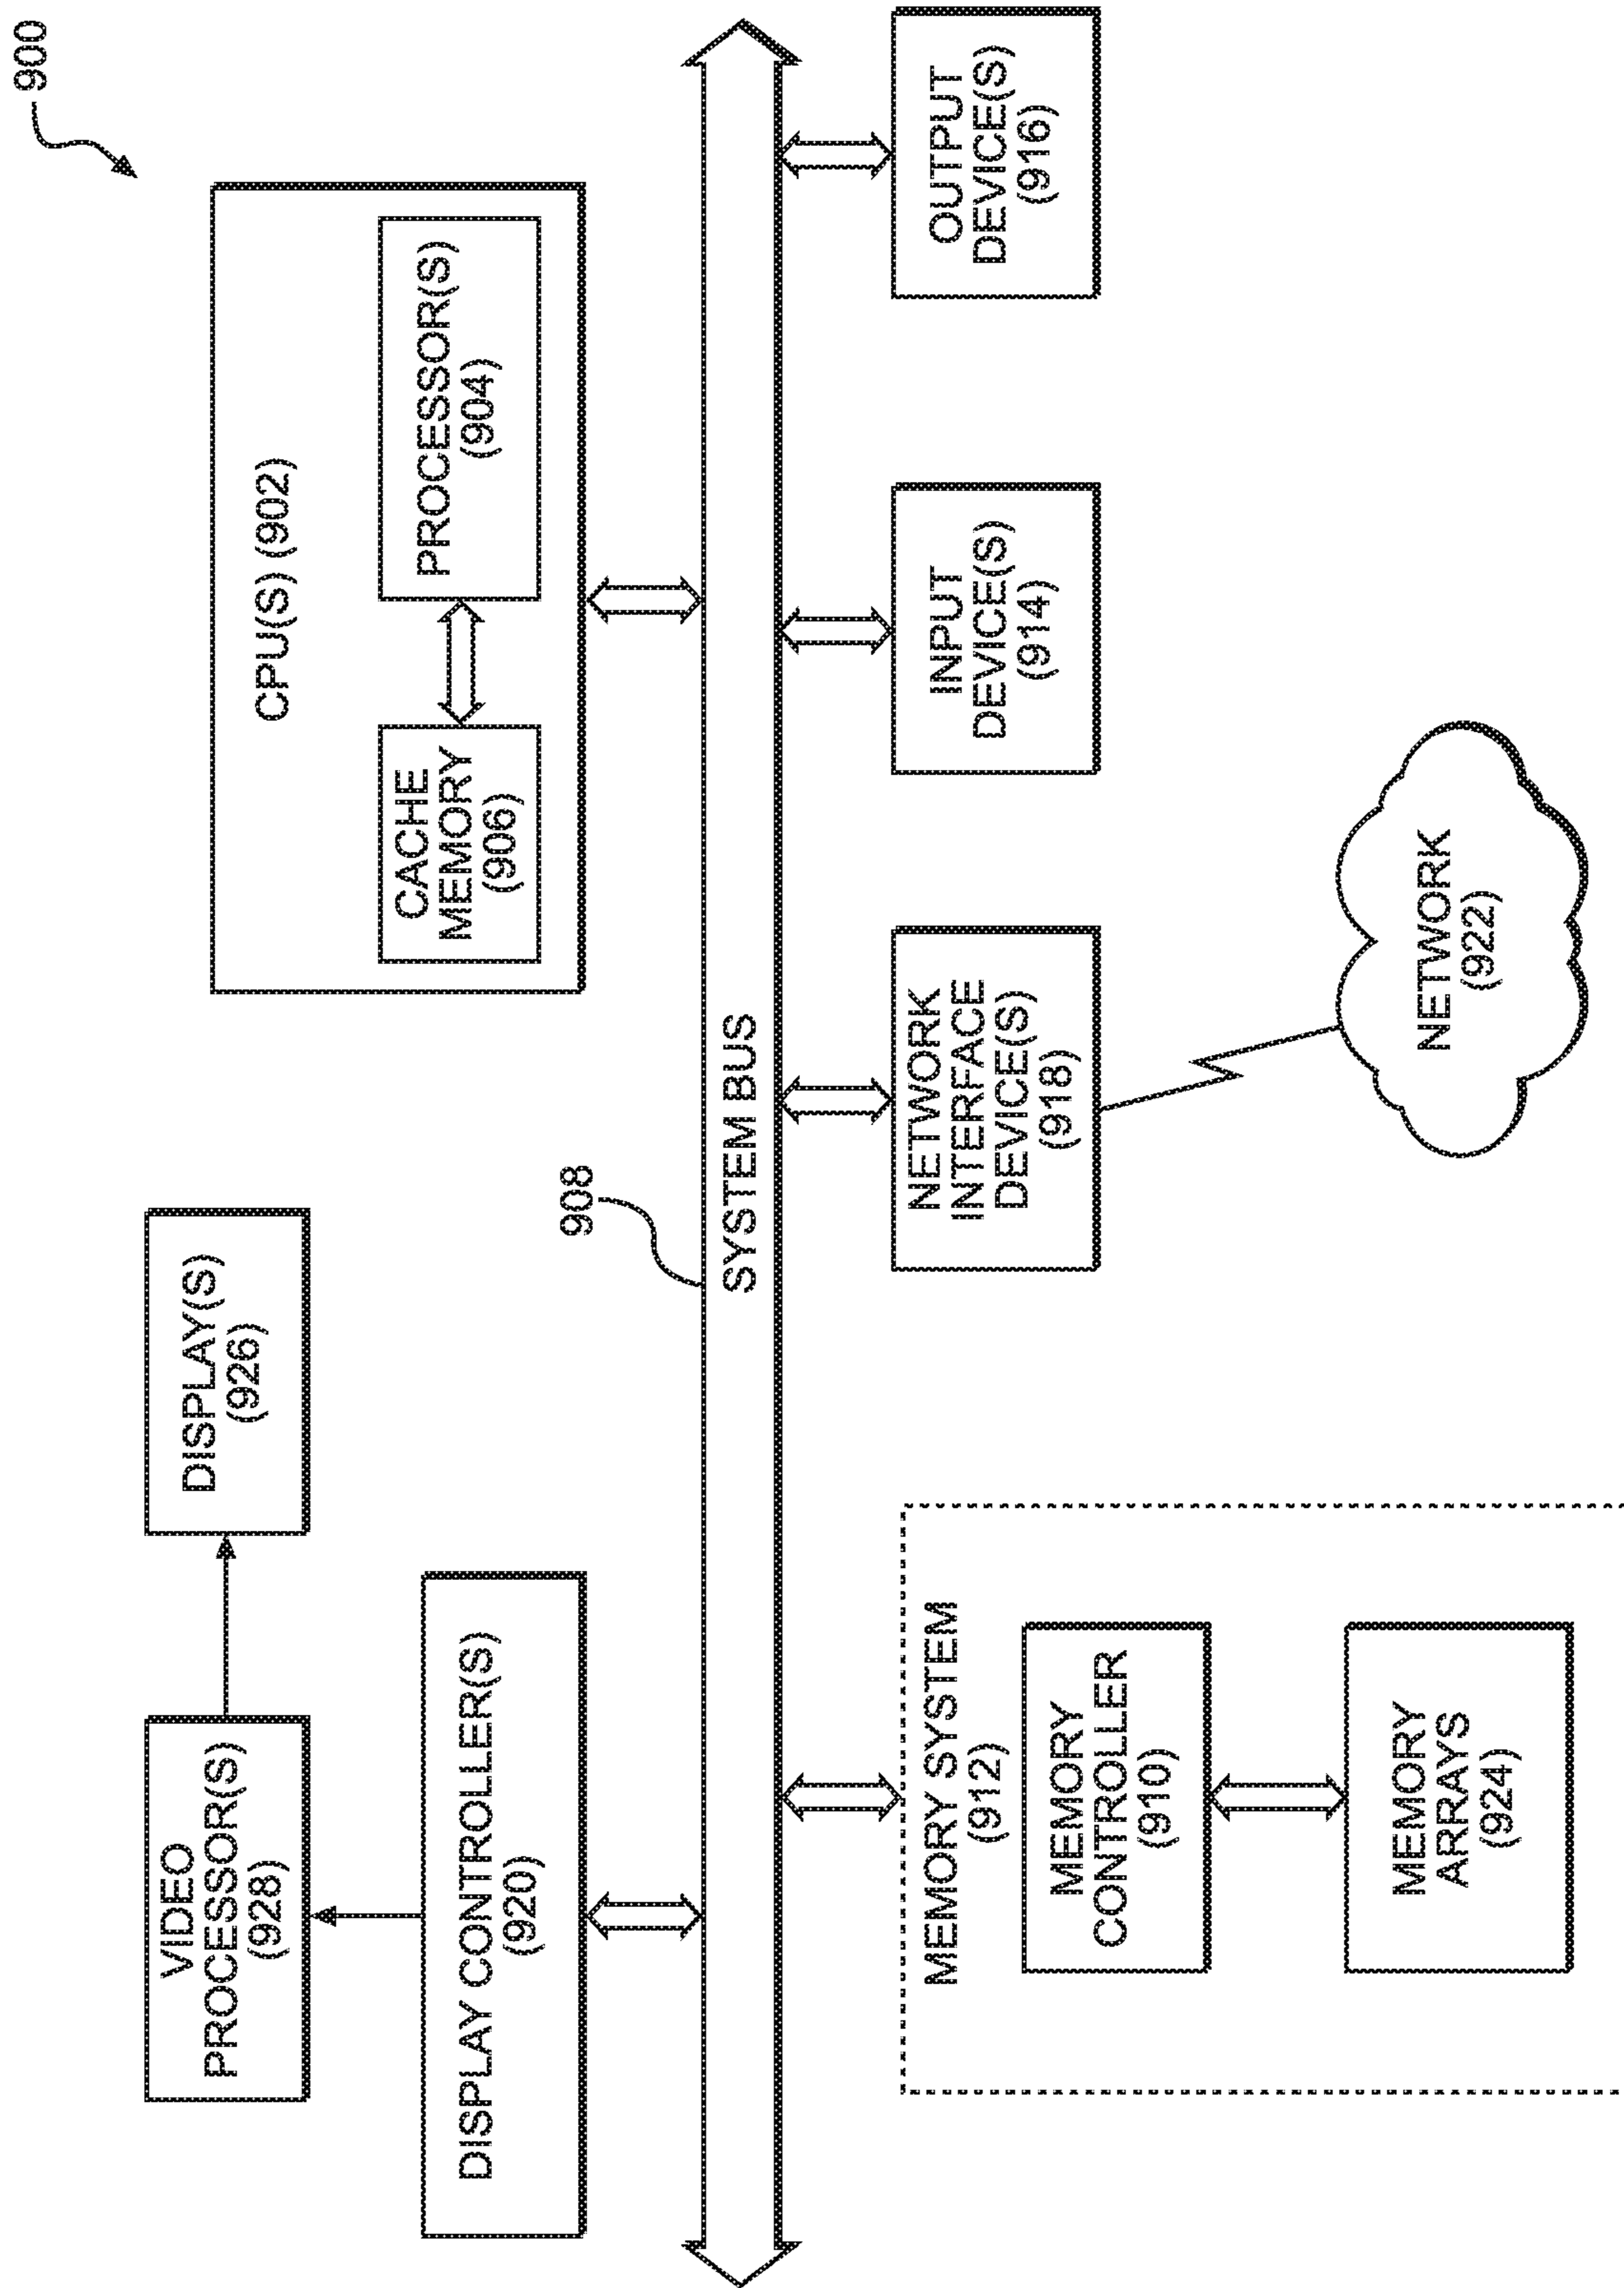 900
CPU(S) (902)
CACHE
MEMORY
(906)
PROCESSOR(S)
(904)
VIDEO
PROCESSOR(S)
(928)
DISPLAY(S)
(926)
DISPLAY CONTROLLER(S)
(920)
908
SYSTEM BUS
MEMORY SYSTEM
(912)
MEMORY
CONTROLLER
(910)
MEMORY
ARRAYS
(924)
NETWORK
INTERFACE
DEVICE(S)
(918)
INPUT
DEVICE(S)
(914)
OUTPUT
DEVICE(S)
(916)
NETWORK
(922)